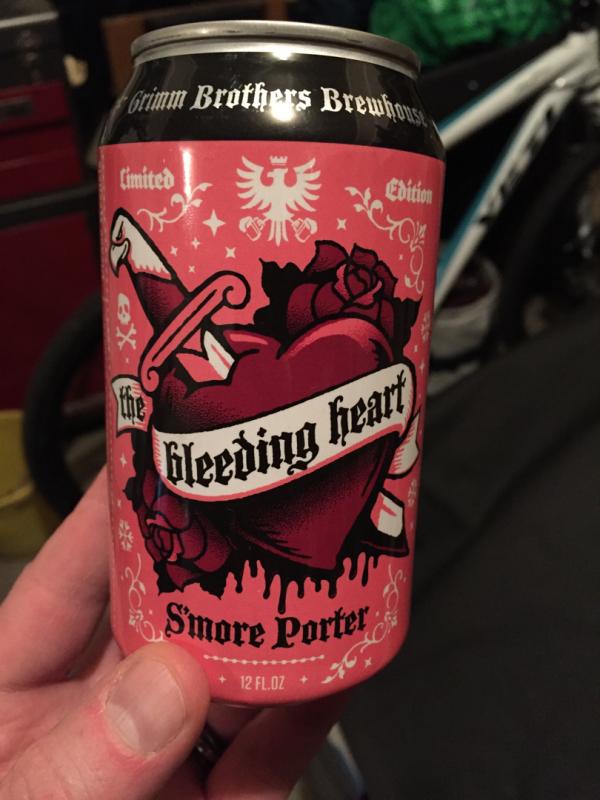 Grimm Brothers Brewhouse
Limited
Edition
the
bleeding heart
S'more Porter
12 FL.OZ